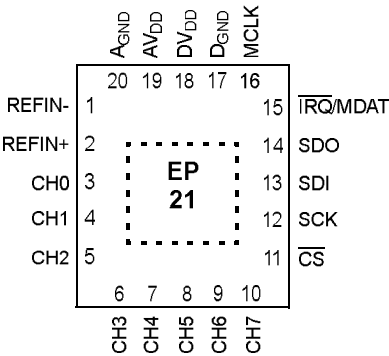 AGND AVDD DVDD DGND MCLK
20 19 18 17 16
REFIN- 1 15 IRQ/MDAT
REFIN+ 2 14 SDO
EP
CH0 3 13 SDI
21
CH1 4 12 SCK
CH2 5 11 CS
6 7 8 9 10
CH3 CH4 CH5 CH6 CH7